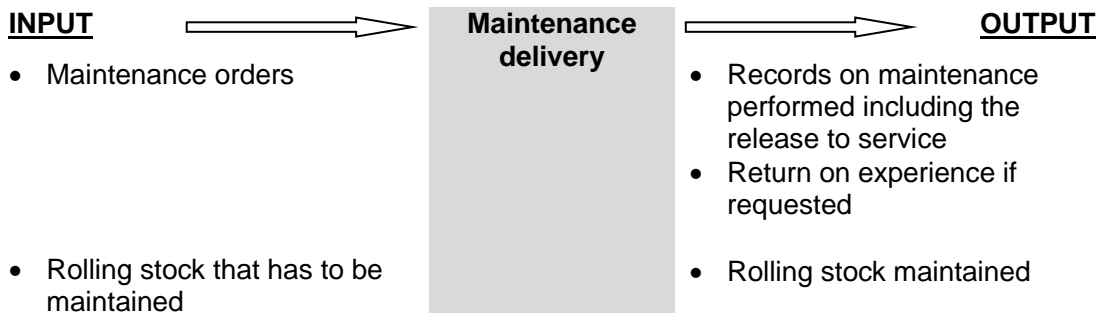 INPUT
Maintenance
delivery
OUTPUT
• Maintenance orders
• Records on maintenance
performed including the
release to service
• Return on experience if
requested
• Rolling stock that has to be
maintained
• Rolling stock maintained